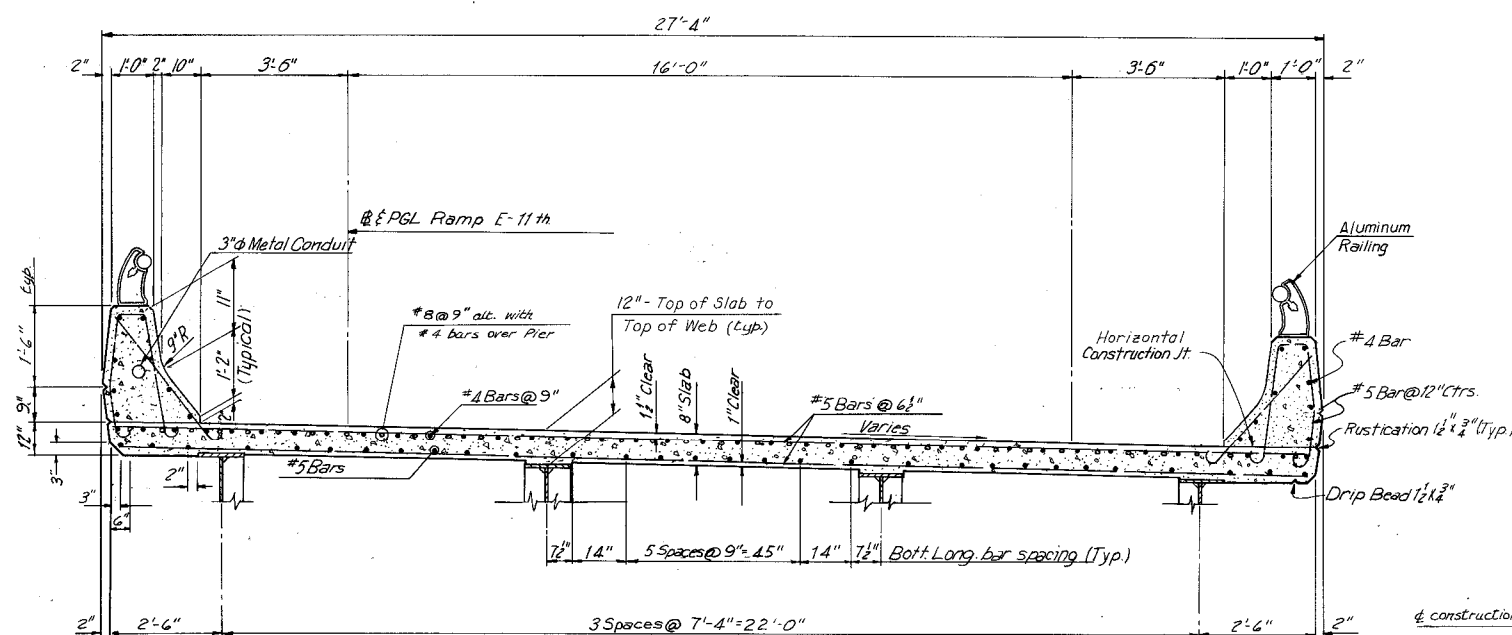 27'-4"
2" 1'-0" 2" 10" 3'-6" 16'-0" 3'-6" 1'-0" 1'-0" 2"
℄ PGL Ramp E-11th
3"φ Metal Conduit
Aluminum
Railing
typ.
11"
9"R
1'-2"
(Typical)
2"
1'-6"
9"
12"
#8@9" alt. with
#4 bars over Pier
12"- Top of Slab to
Top of Web (typ.)
Horizontal
Construction Jt.
#4 Bar
#4 Bars@9"
1½" Clear
8" Slab
1" Clear
#5 Bars @ 6½"
Varies
#5 Bar@12" Ctrs.
Rustication 1½"x¾"(Typ.)
#5 Bars
3"
2"
3"
6"
Drip Bead 1½"x¾"
7½" 14" 5 Spaces@9"=45" 14" 7½" Bott. Long. bar spacing (Typ.)
2" 2'-6" 3 Spaces@ 7'-4"=22'-0" 2'-6" 2"
℄ construction